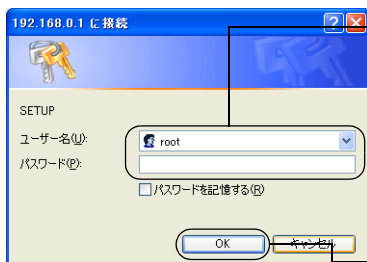 192.168.0.1 に接続
SETUP
ユーザー名(U):
root
パスワード(P):
パスワードを記憶する(R)
OK
キャンセル